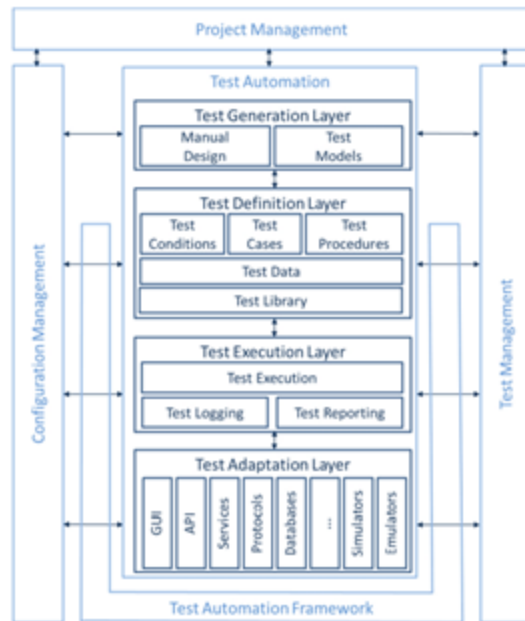 Project Management
Test Automation
Test Generation Layer
Manual
Design
Test
Models
Test Definition Layer
Test
Conditions
Test
Cases
Test
Procedures
Test Data
Test Library
Test Execution Layer
Test Execution
Test Logging
Test Reporting
Test Adaptation Layer
GUI
API
Services
Protocols
Databases
...
Simulators
Emulators
Configuration Management
Test Management
Test Automation Framework